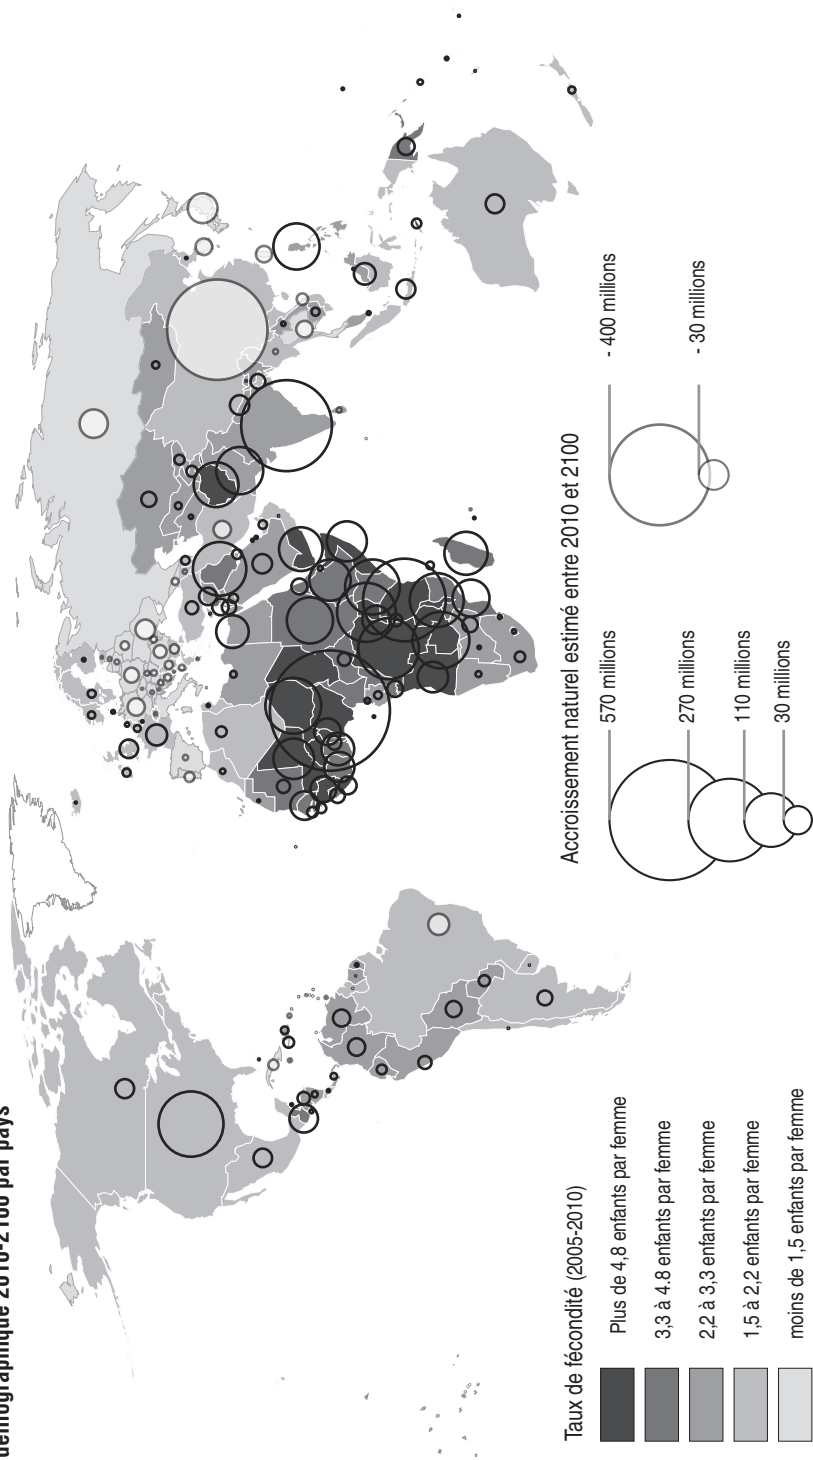 démographique 2010-2100 par pays
Taux de fécondité (2005-2010)
Plus de 4,8 enfants par femme
3,3 à 4.8 enfants par femme
2,2 à 3,3 enfants par femme
1,5 à 2,2 enfants par femme
moins de 1,5 enfants par femme
Accroissement naturel estimé entre 2010 et 2100
570 millions
270 millions
110 millions
30 millions
- 400 millions
- 30 millions